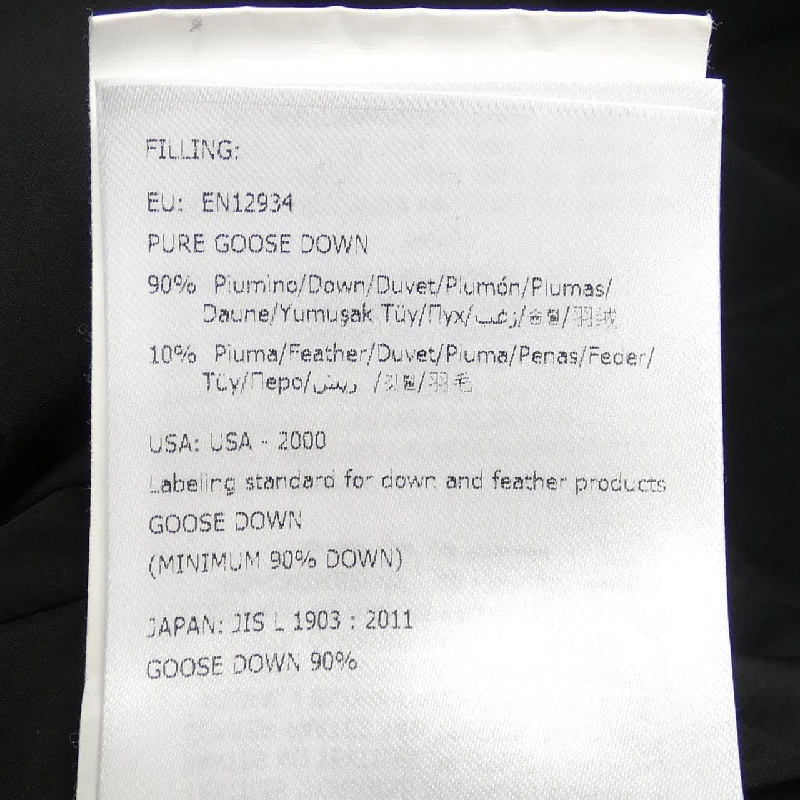 FILLING:
EU: EN12934
PURE GOOSE DOWN
90% Piumino/Down/Duvet/Plumón/Plumas/
Daune/Yumuşak Tüy/Пух/زغب/솜털/羽绒
10% Piuma/Feather/Duvet/Pluma/Penas/Feder/
Tüy/Перо/ريش /깃털/羽毛
USA: USA - 2000
Labeling standard for down and feather products
GOOSE DOWN
(MINIMUM 90% DOWN)
JAPAN: JIS L 1903 : 2011
GOOSE DOWN 90%